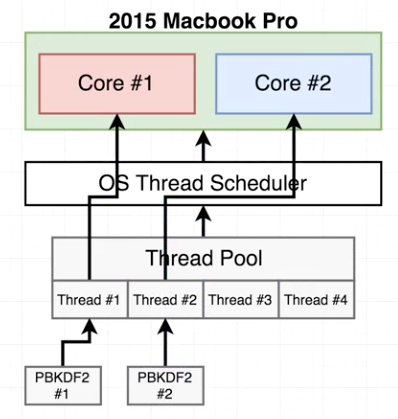 2015 Macbook Pro
Core #1
Core #2
OS Thread Scheduler
Thread Pool
Thread #1
Thread #2
Thread #3
Thread #4
PBKDF2
#1
PBKDF2
#2